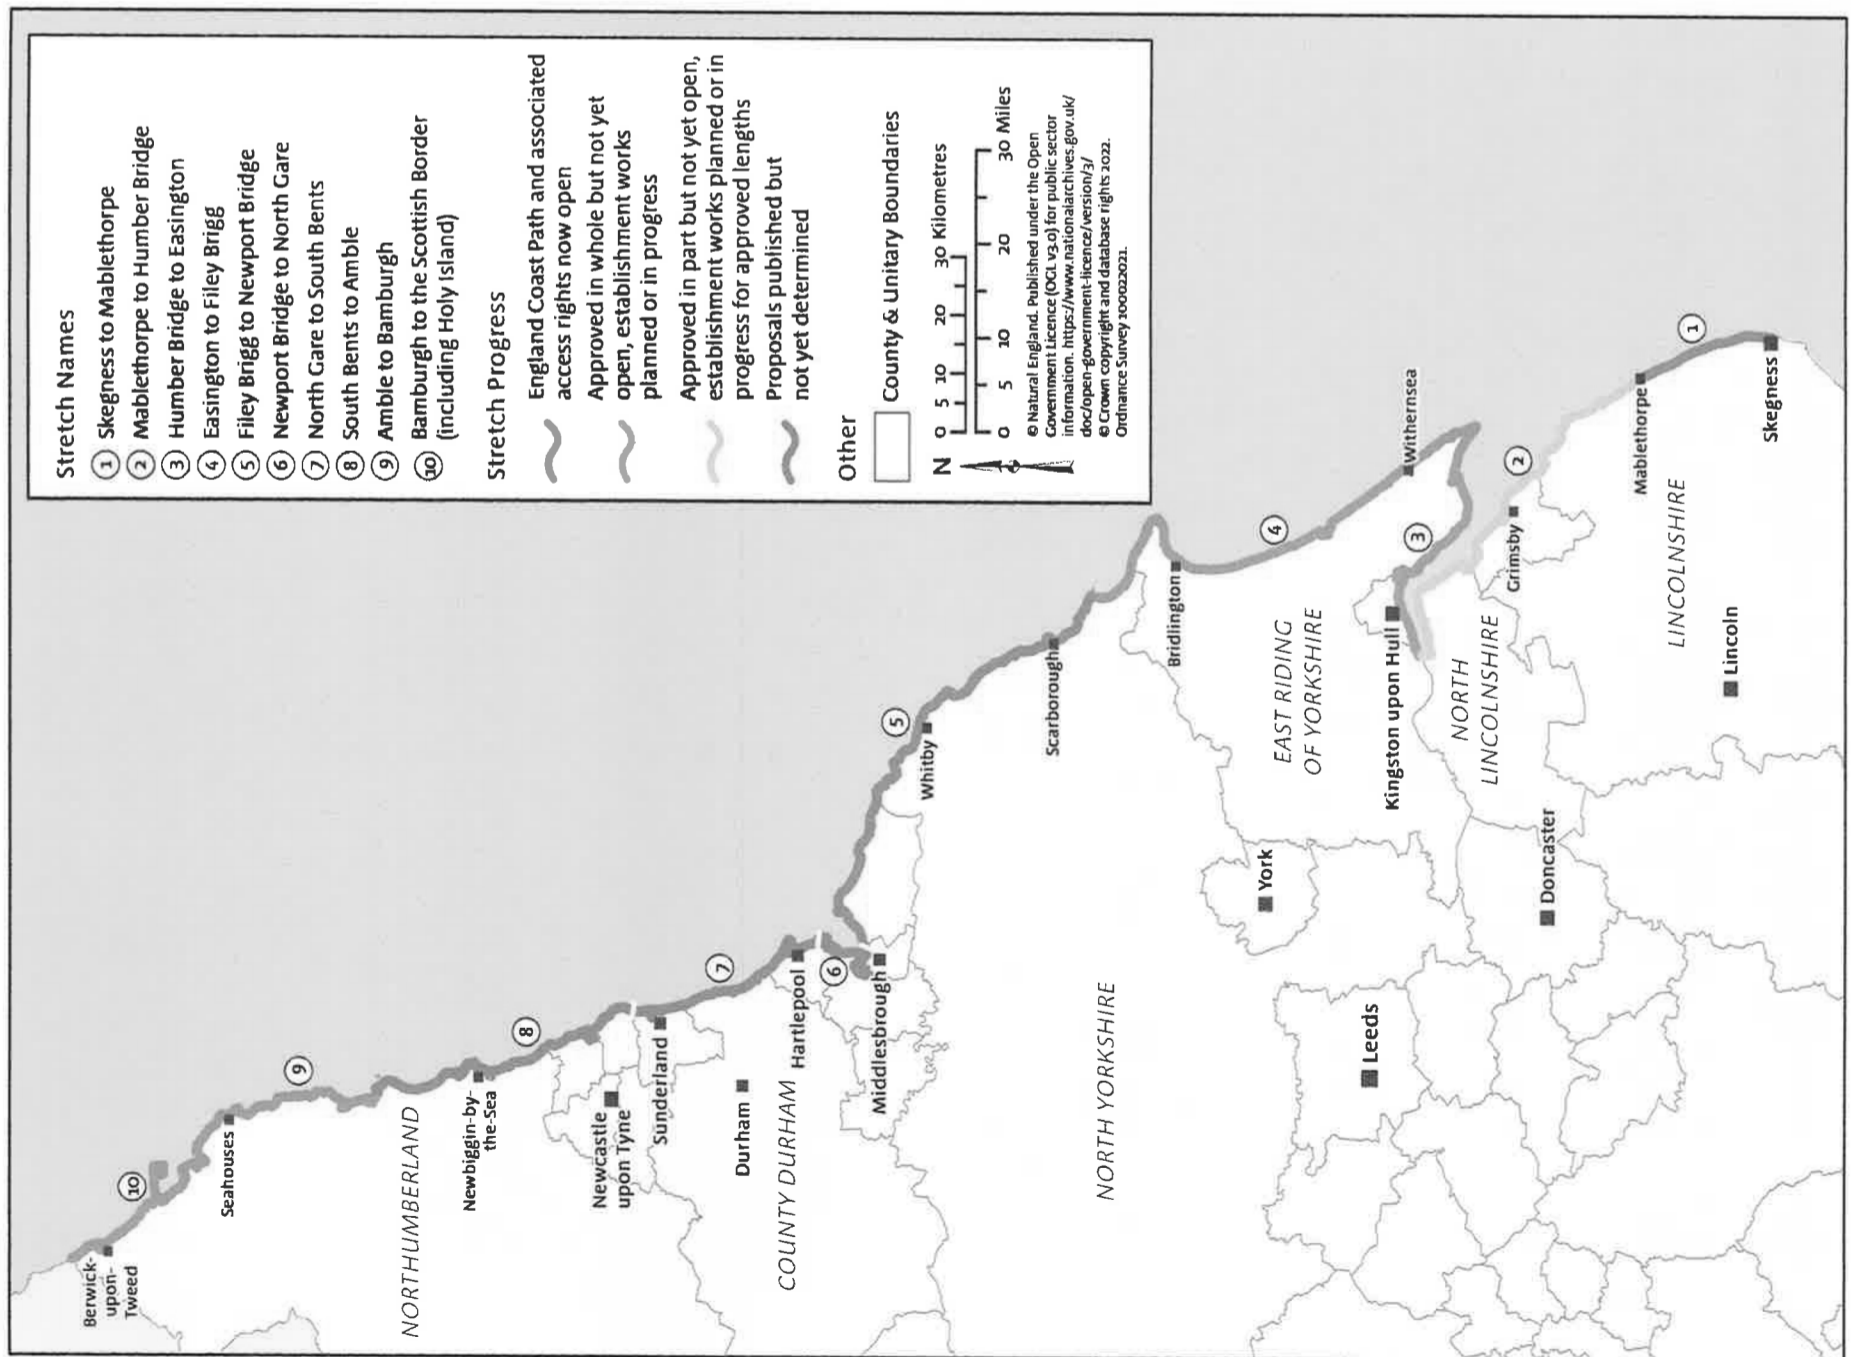 Stretch Names
1 Skegness to Mablethorpe
2 Mablethorpe to Humber Bridge
3 Humber Bridge to Easington
4 Easington to Filey Brigg
5 Filey Brigg to Newport Bridge
6 Newport Bridge to North Gare
7 North Gare to South Bents
8 South Bents to Amble
9 Amble to Bamburgh
10 Bamburgh to the Scottish Border
(including Holy Island)
Stretch Progress
England Coast Path and associated
access rights now open
Approved in whole but not yet
open, establishment works
planned or in progress
Approved in part but not yet open,
establishment works planned or in
progress for approved lengths
Proposals published but
not yet determined
Other
County & Unitary Boundaries
N
0 5 10 20 30 Kilometres
0 5 10 20 30 Miles
© Natural England. Published under the Open
Government Licence (OGL v3.0) for public sector
information. https://www.nationalarchives.gov.uk/
doc/open-government-licence/version/3/
© Crown copyright and database rights 2022.
Ordnance Survey 100022021.
Berwick-
upon-
Tweed
10
Seahouses
9
NORTHUMBERLAND
Newbiggin-by-
the-Sea
8
Newcastle
upon Tyne
Sunderland
7
Durham
COUNTY DURHAM
Hartlepool
6
Middlesbrough
5
Whitby
Scarborough
NORTH YORKSHIRE
Bridlington
4
York
EAST RIDING
OF YORKSHIRE
Leeds
Kingston upon Hull
3
Withernsea
NORTH
LINCOLNSHIRE
2
Grimsby
Doncaster
Mablethorpe
LINCOLNSHIRE
1
Lincoln
Skegness